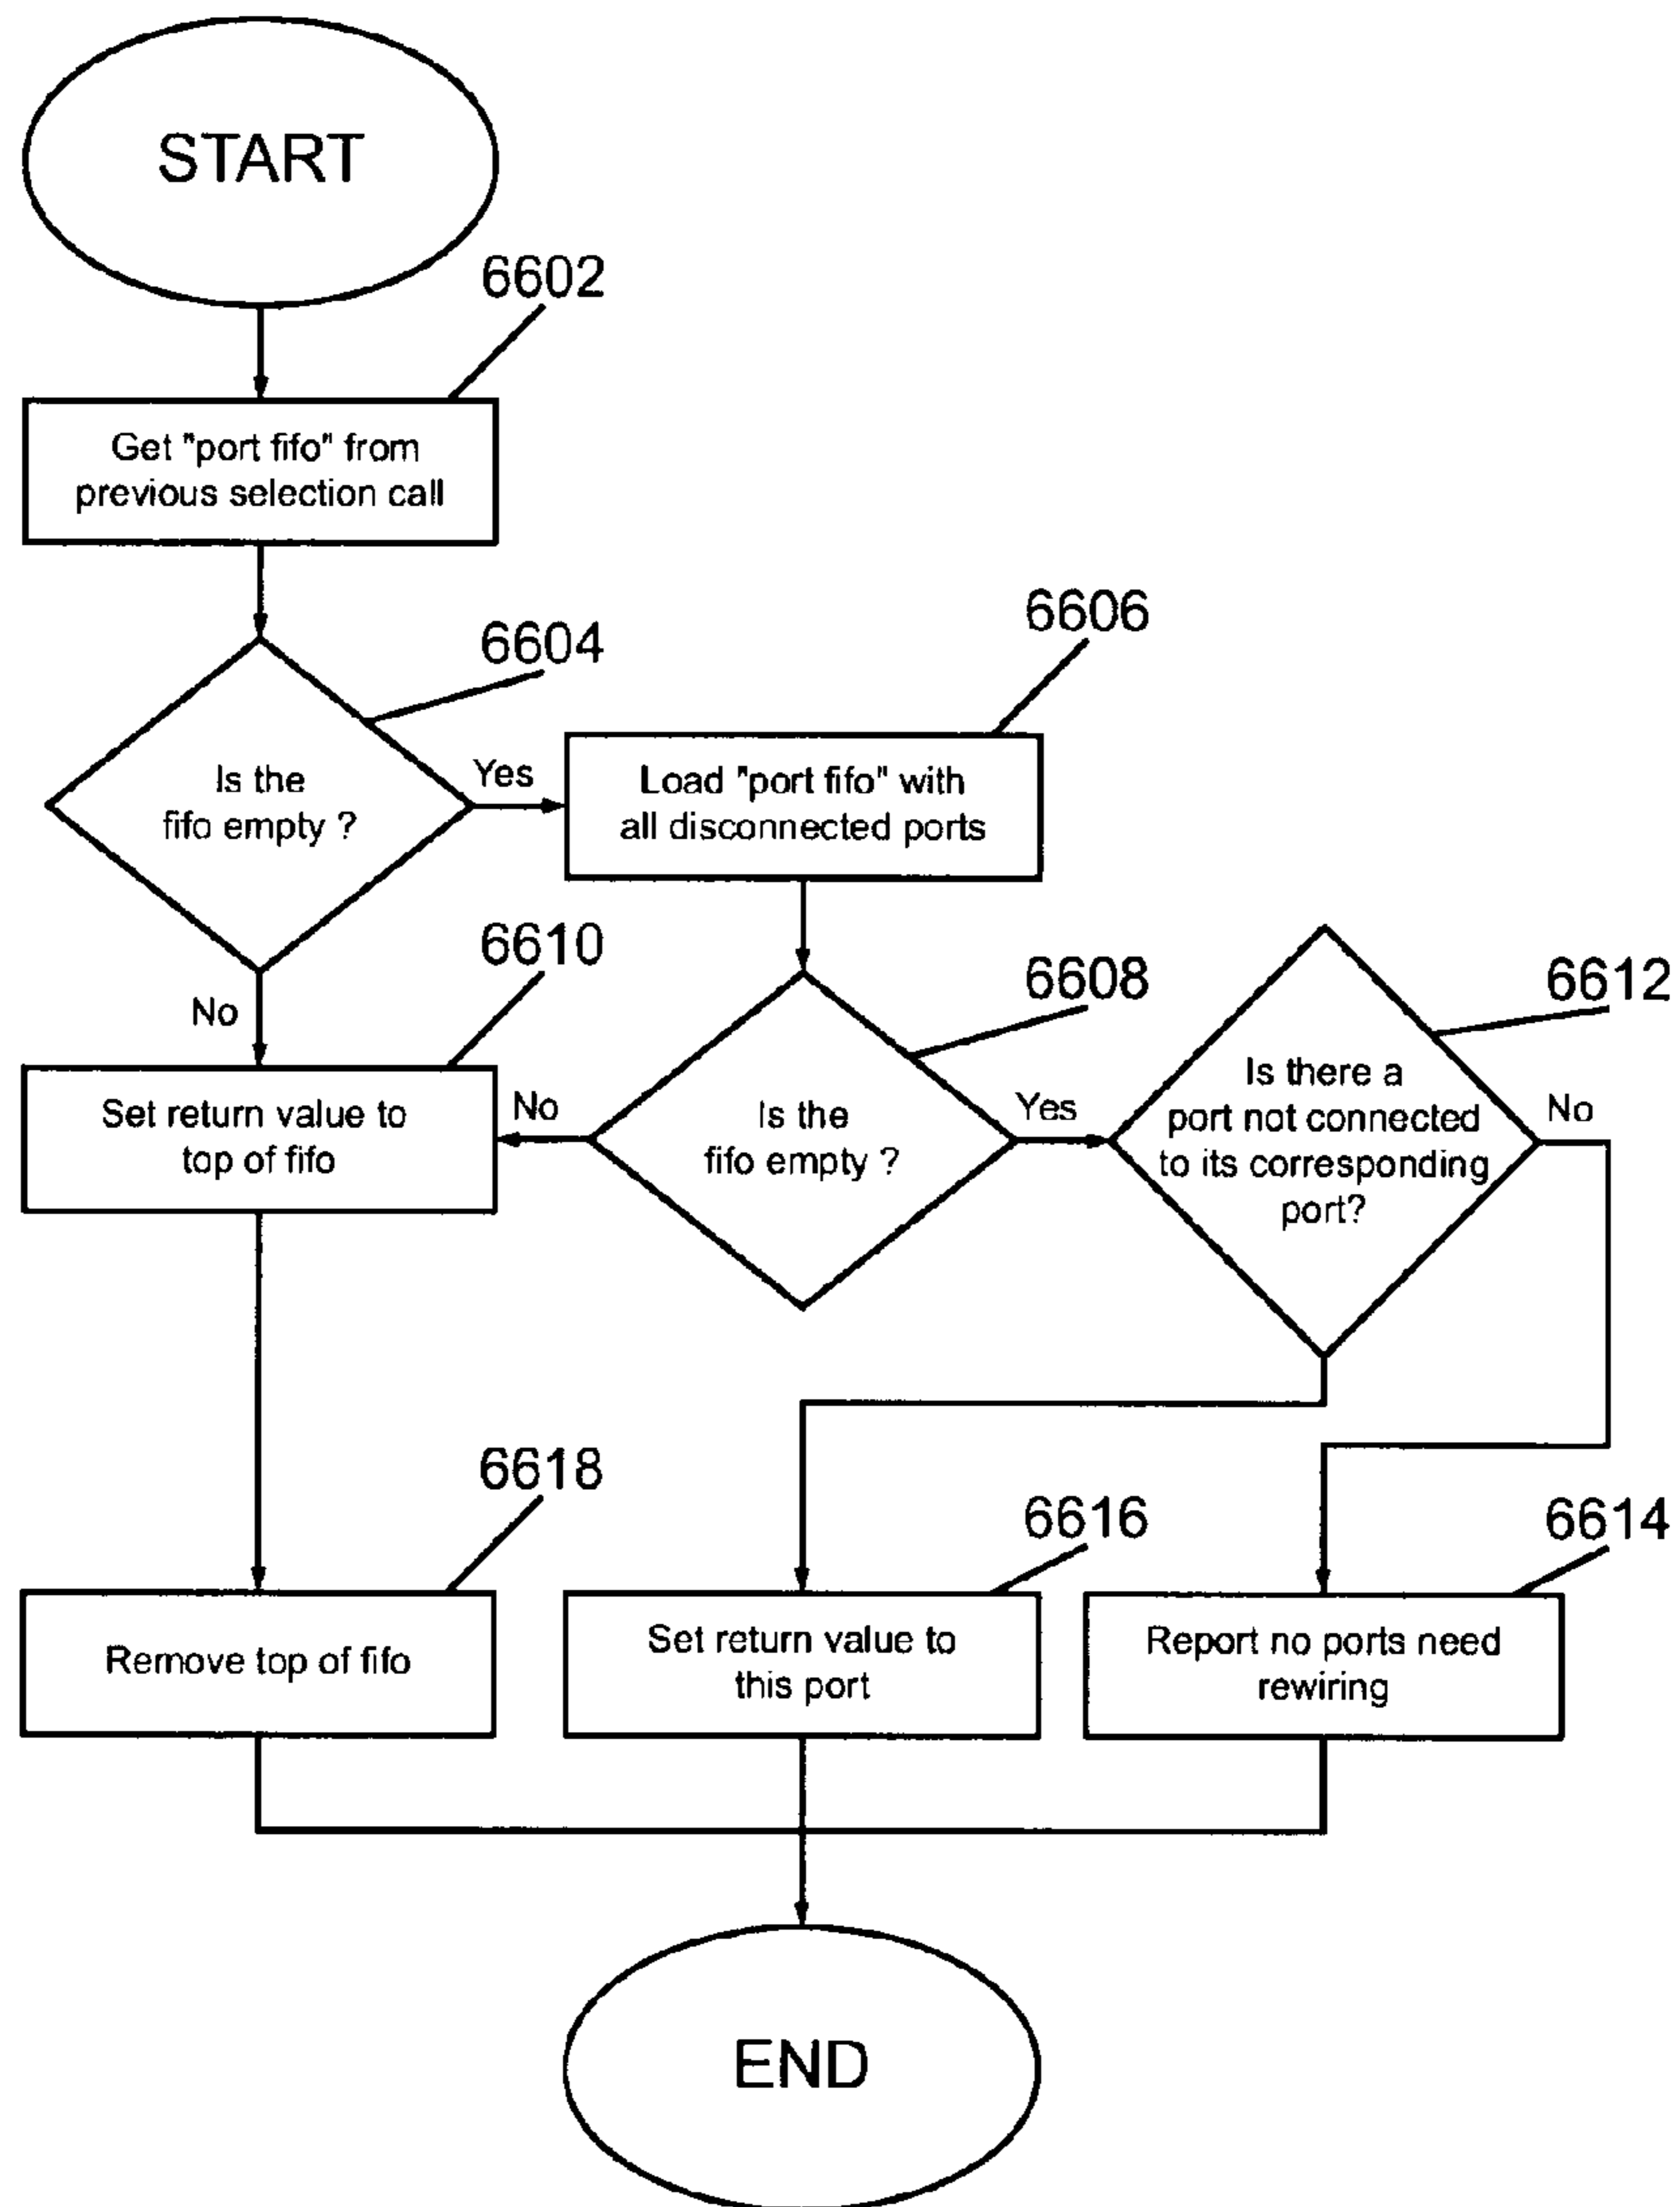 START
6602
Get "port fifo" from
previous selection call
6604
Is the
fifo empty ?
Yes
6606
Load "port fifo" with
all disconnected ports
No
6610
Set return value to
top of fifo
No
6608
Is the
fifo empty ?
Yes
6612
Is there a
port not connected
to its corresponding
port?
No
6618
Remove top of fifo
6616
Set return value to
this port
6614
Report no ports need
rewiring
END